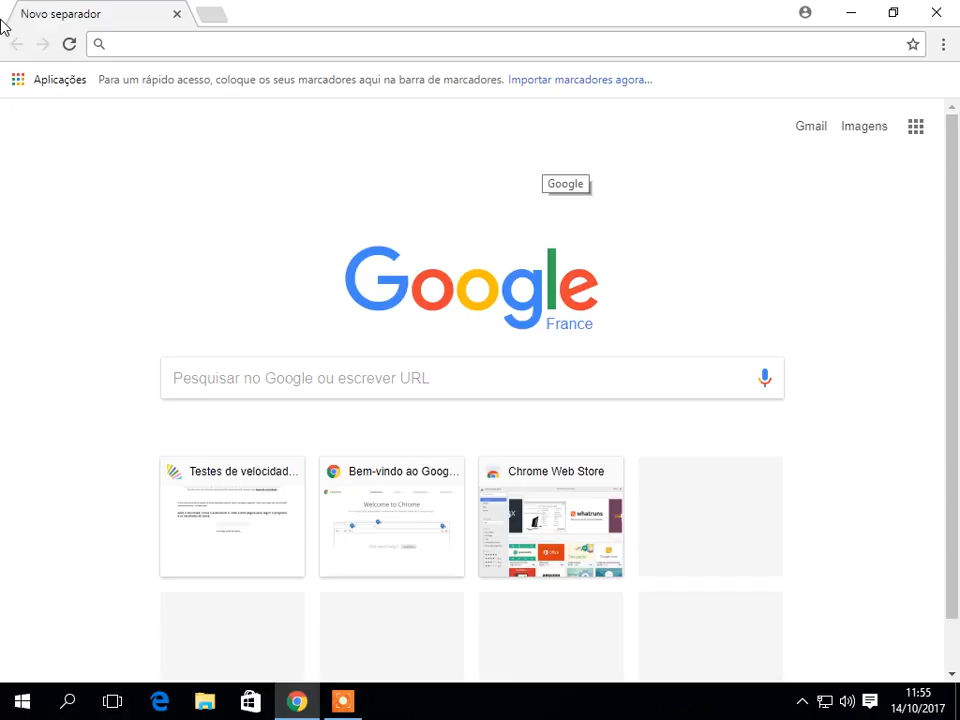 Novo separador
Aplicações Para um rápido acesso, coloque os seus marcadores aqui na barra de marcadores. Importar marcadores agora...
Gmail Imagens
Google
Google
France
Pesquisar no Google ou escrever URL
Testes de velocidad... Bem-vindo ao Goog... Chrome Web Store
Welcome to Chrome
whatruns
Office
11:55
14/10/2017